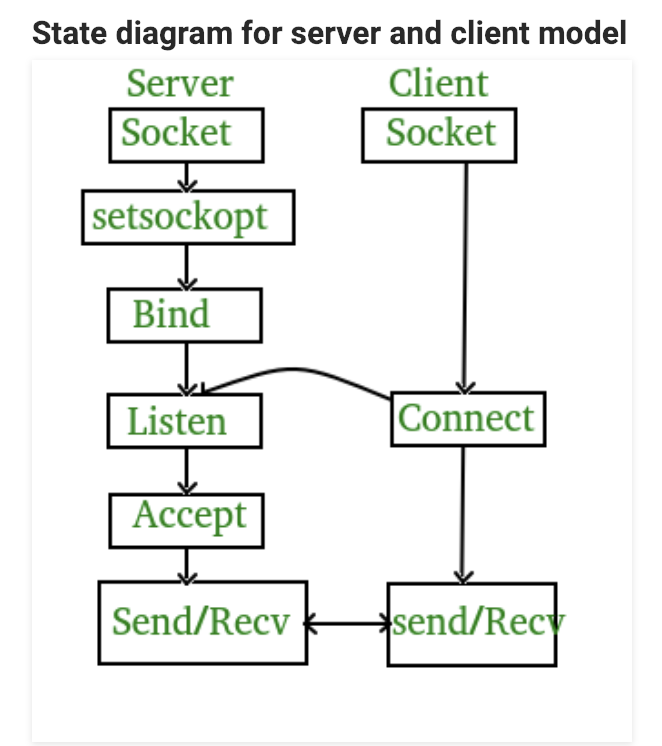 State diagram for server and client model
Server
Client
Socket
Socket
setsockopt
Bind
Listen
Connect
Accept
Send/Recv
send/Recv